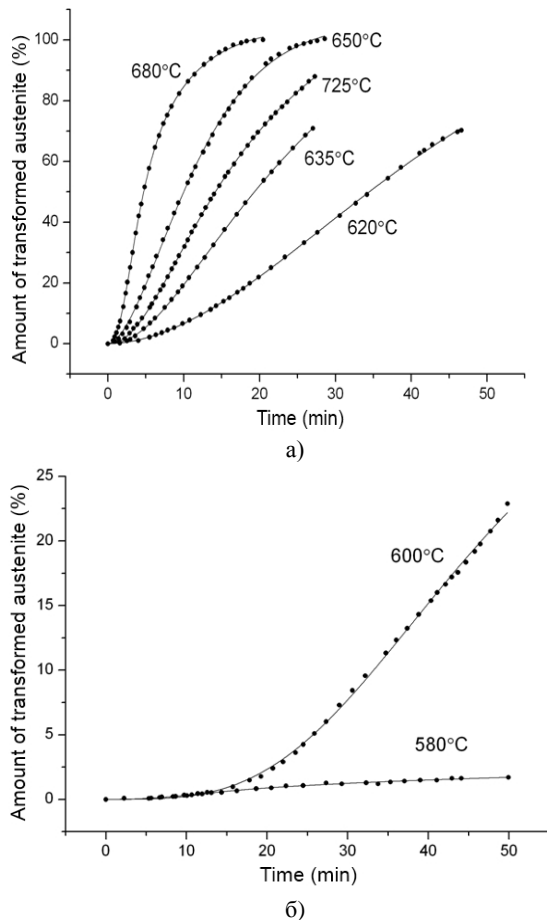 Amount of transformed austenite (%)
100
80
60
40
20
0
680°C
650°C
725°C
635°C
620°C
0
10
20
30
40
50
Time (min)
а)
Amount of transformed austenite (%)
25
20
15
10
5
0
600°C
580°C
0
10
20
30
40
50
Time (min)
б)